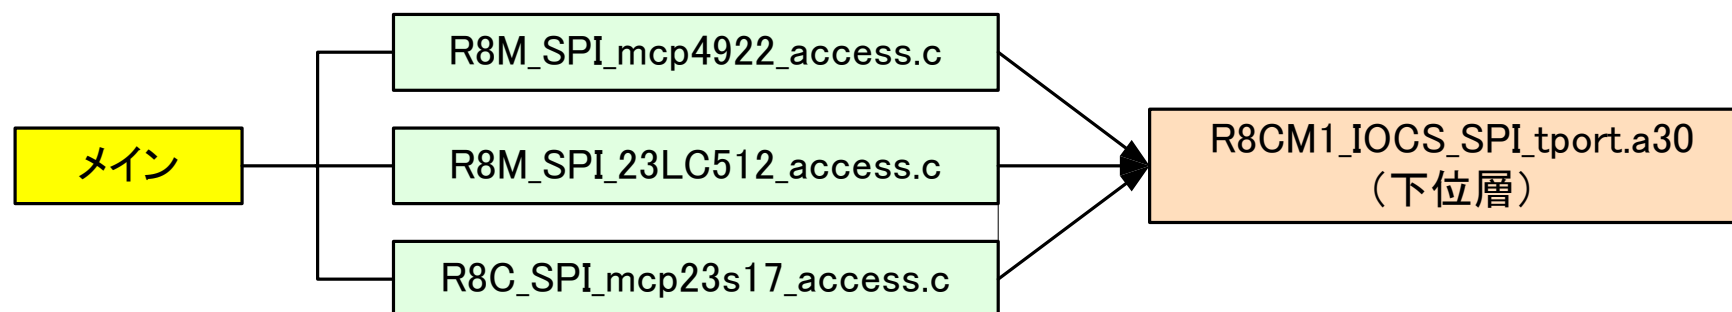 R8M_SPI_mcp4922_access.c
メイン
R8M_SPI_23LC512_access.c
R8C_SPI_mcp23s17_access.c
R8CM1_IOCS_SPI_tport.a30
（下位層）